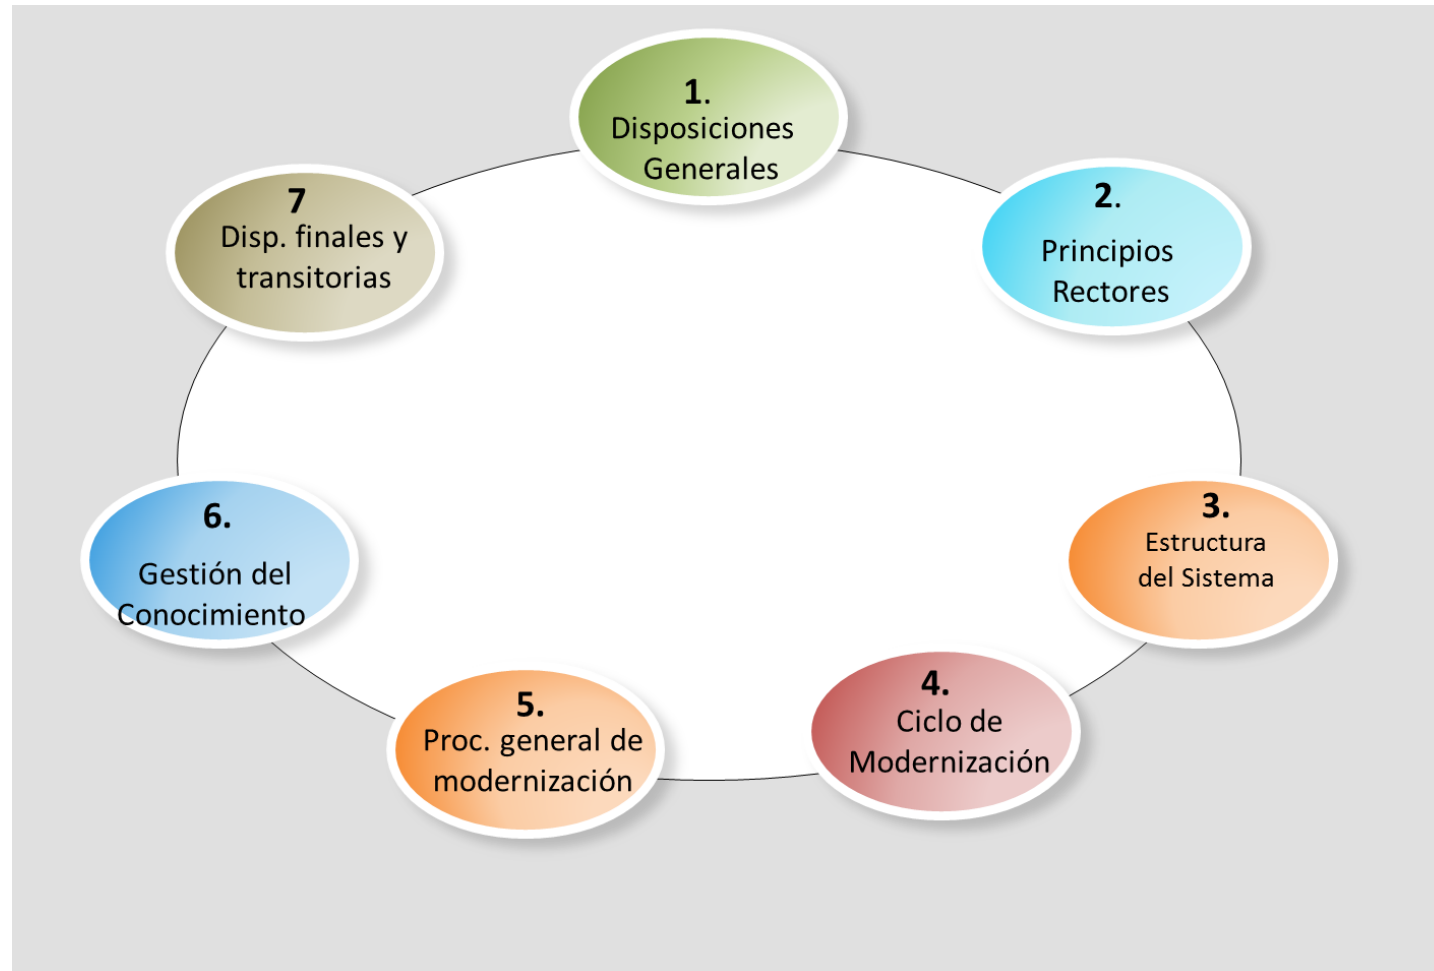 1.
Disposiciones
Generales
2.
Principios
Rectores
3.
Estructura
del Sistema
4.
Ciclo de
Modernización
5.
Proc. general de
modernización
6.
Gestión del
Conocimiento
7
Disp. finales y
transitorias